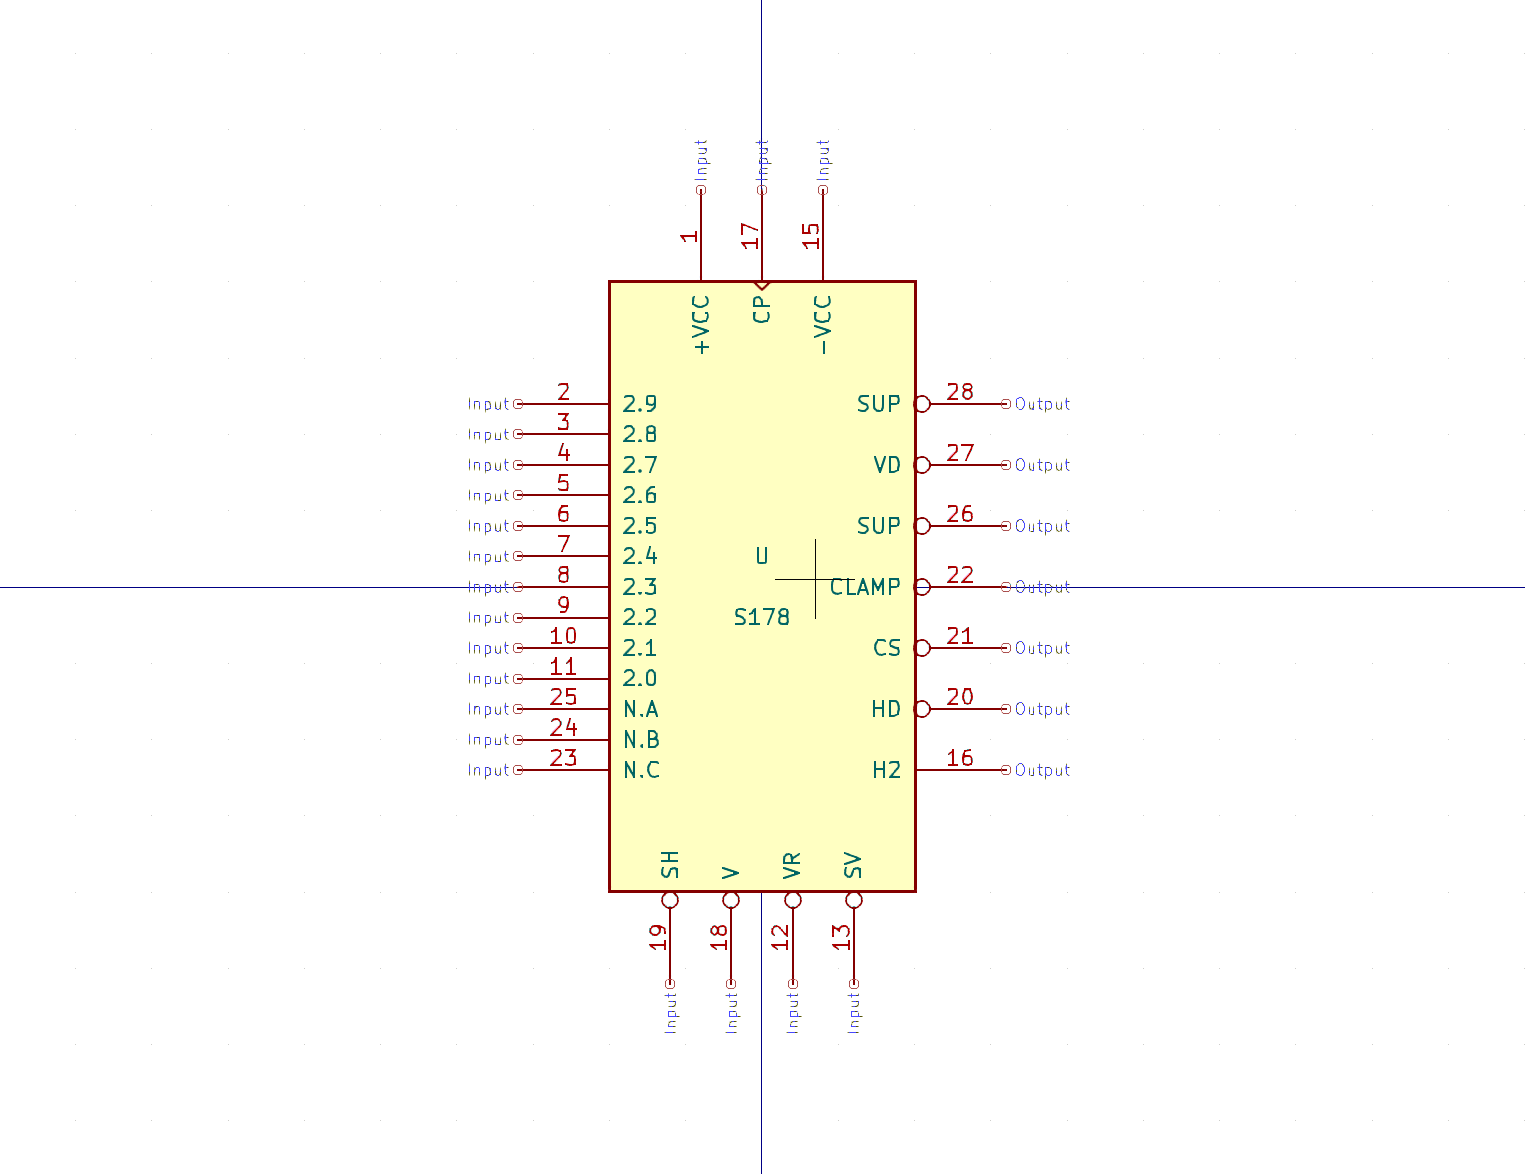 Input Input Input
1 17 15
+VCC CP -VCC
Input 2 2.9 SUP 28 Output
Input 3 2.8
Input 4 2.7 VD 27 Output
Input 5 2.6
Input 6 2.5 SUP 26 Output
Input 7 2.4 U
Input 8 2.3 CLAMP 22 Output
Input 9 2.2 S178
Input 10 2.1 CS 21 Output
Input 11 2.0
Input 25 N.A HD 20 Output
Input 24 N.B
Input 23 N.C H2 16 Output
SH V VR SV
19 18 12 13
Input Input Input Input